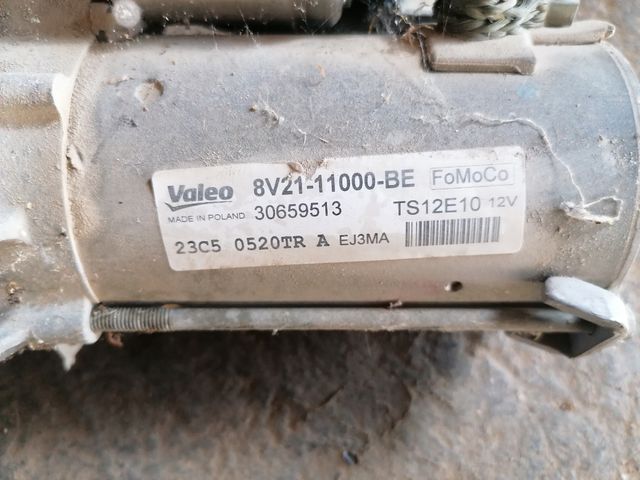 Valeo 8V21-11000-BE FoMoCo
MADE IN POLAND 30659513 TS12E10 12V
23C5 0520TR A EJ3MA